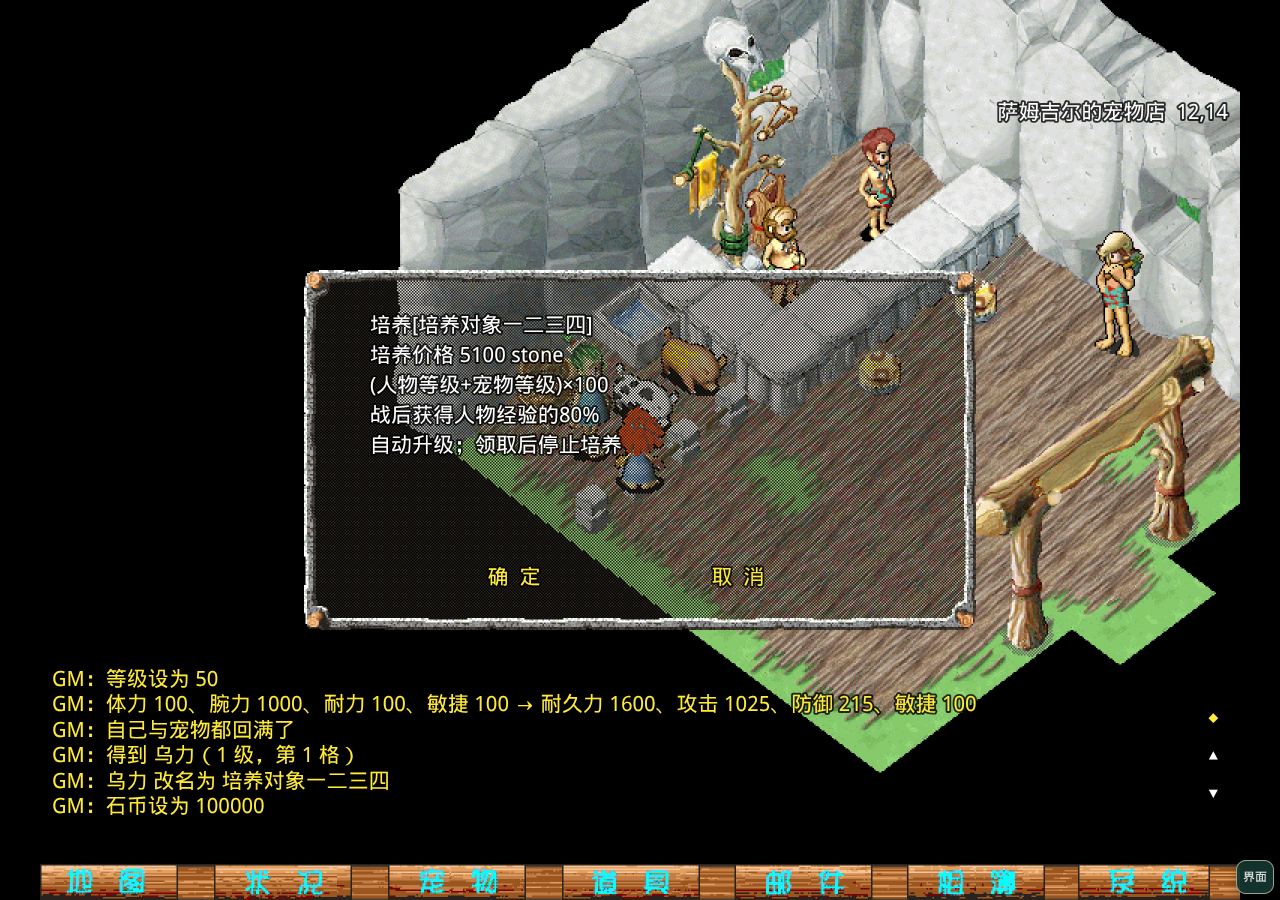 萨姆吉尔的宠物店 12,14
培养[培养对象一二三四]
培养价格 5100 stone
(人物等级+宠物等级)×100
战后获得人物经验的80%
自动升级；领取后停止培养
确 定 取 消
GM：等级设为 50
GM：体力 100、腕力 1000、耐力 100、敏捷 100 → 耐久力 1600、攻击 1025、防御 215、敏捷 100
GM：自己与宠物都回满了
GM：得到 乌力（1 级，第 1 格）
GM：乌力 改名为 培养对象一二三四
GM：石币设为 100000
地 图 状 况 宠 物 道 具 邮 件 相 簿 系 统 界面